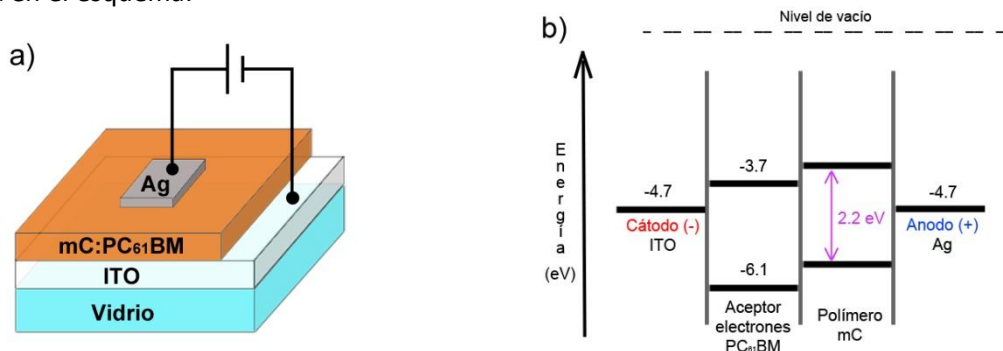 a)
Ag
mC:PC₆₁BM
ITO
Vidrio
b)
Nivel de vacío
Energía
(eV)
-4.7
Cátodo (-)
ITO
-3.7
-6.1
Aceptor
electrones
PC₆₁BM
2.2 eV
Polímero
mC
-4.7
Anodo (+)
Ag